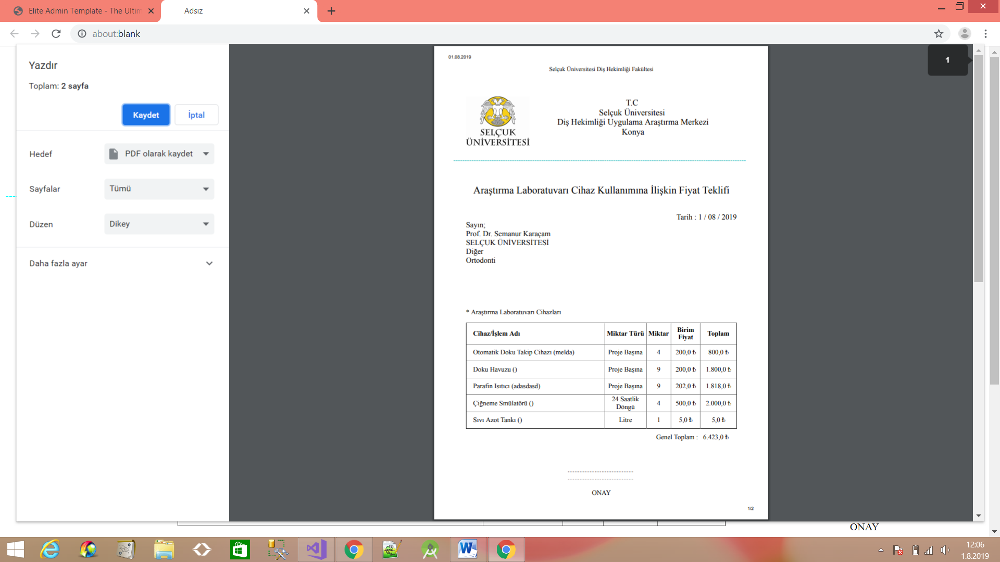 Elite Admin Template - The Ultim
Adsız
about:blank
Yazdır
Toplam: 2 sayfa
Kaydet
İptal
Hedef
PDF olarak kaydet
Sayfalar
Tümü
Düzen
Dikey
Daha fazla ayar
1
01.08.2019
Selçuk Üniversitesi Diş Hekimliği Fakültesi
SELÇUK
ÜNİVERSİTESİ
T.C
Selçuk Üniversitesi
Diş Hekimliği Uygulama Araştırma Merkezi
Konya
Araştırma Laboratuvarı Cihaz Kullanımına İlişkin Fiyat Teklifi
Tarih : 1 / 08 / 2019
Sayın;
Prof. Dr. Semanur Karaçam
SELÇUK ÜNİVERSİTESİ
Diğer
Ortodonti
* Araştırma Laboratuvarı Cihazları
Cihaz/İşlem Adı Miktar Türü Miktar Birim Fiyat Toplam
Otomatik Doku Takip Cihazı (melda) Proje Başına 4 200,0 ₺ 800,0 ₺
Doku Havuzu () Proje Başına 9 200,0 ₺ 1.800,0 ₺
Parafin Isıtıcı (adasdasd) Proje Başına 9 202,0 ₺ 1.818,0 ₺
Çiğneme Smülatörü () 24 Saatlik Döngü 4 500,0 ₺ 2.000,0 ₺
Sıvı Azot Tankı () Litre 1 5,0 ₺ 5,0 ₺
Genel Toplam : 6.423,0 ₺
ONAY
1/2
ONAY
12:06
1.8.2019